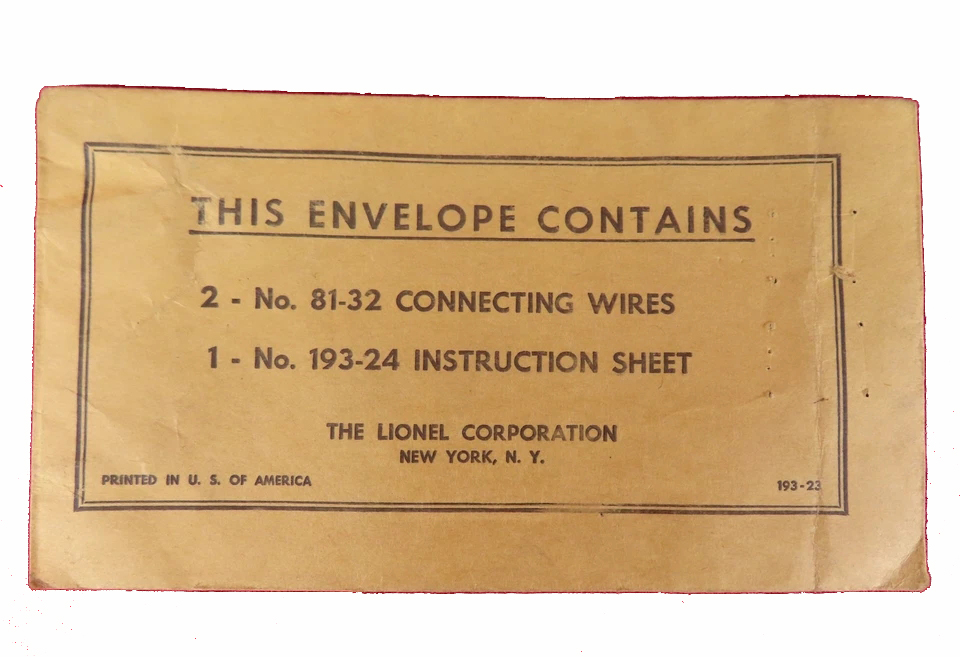 THIS ENVELOPE CONTAINS
2 - No. 81-32 CONNECTING WIRES
1 - No. 193-24 INSTRUCTION SHEET
THE LIONEL CORPORATION
NEW YORK, N. Y.
PRINTED IN U. S. OF AMERICA
193-23